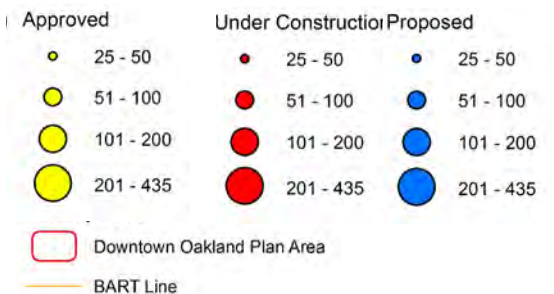 Approved Under Construction Proposed
25 - 50 25 - 50 25 - 50
51 - 100 51 - 100 51 - 100
101 - 200 101 - 200 101 - 200
201 - 435 201 - 435 201 - 435
Downtown Oakland Plan Area
BART Line